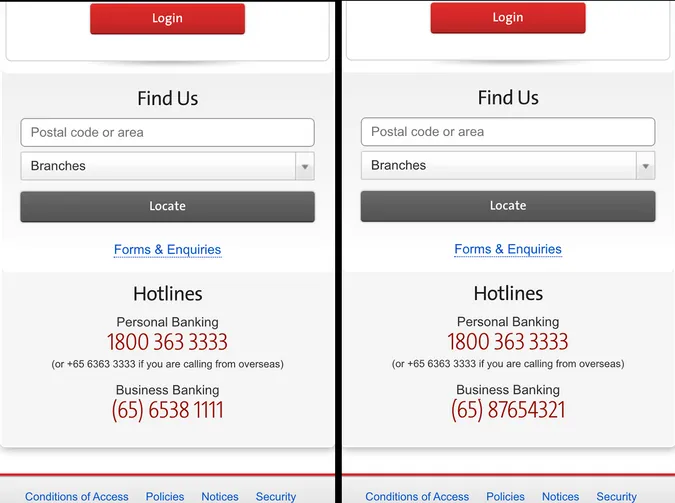 Login
Find Us
Postal code or area
Branches
Locate
Forms & Enquiries
Hotlines
Personal Banking
1800 363 3333
(or +65 6363 3333 if you are calling from overseas)
Business Banking
(65) 6538 1111
Conditions of Access Policies Notices Security
Login
Find Us
Postal code or area
Branches
Locate
Forms & Enquiries
Hotlines
Personal Banking
1800 363 3333
(or +65 6363 3333 if you are calling from overseas)
Business Banking
(65) 87654321
Conditions of Access Policies Notices Security